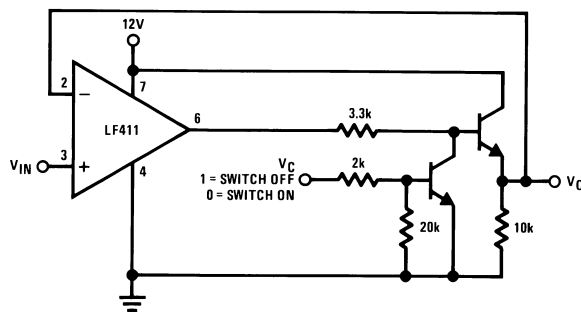 12V
2
7
−
LF411
6
3.3k
V_IN
3
+
4
V_C
1 = SWITCH OFF
0 = SWITCH ON
2k
20k
10k
V_O